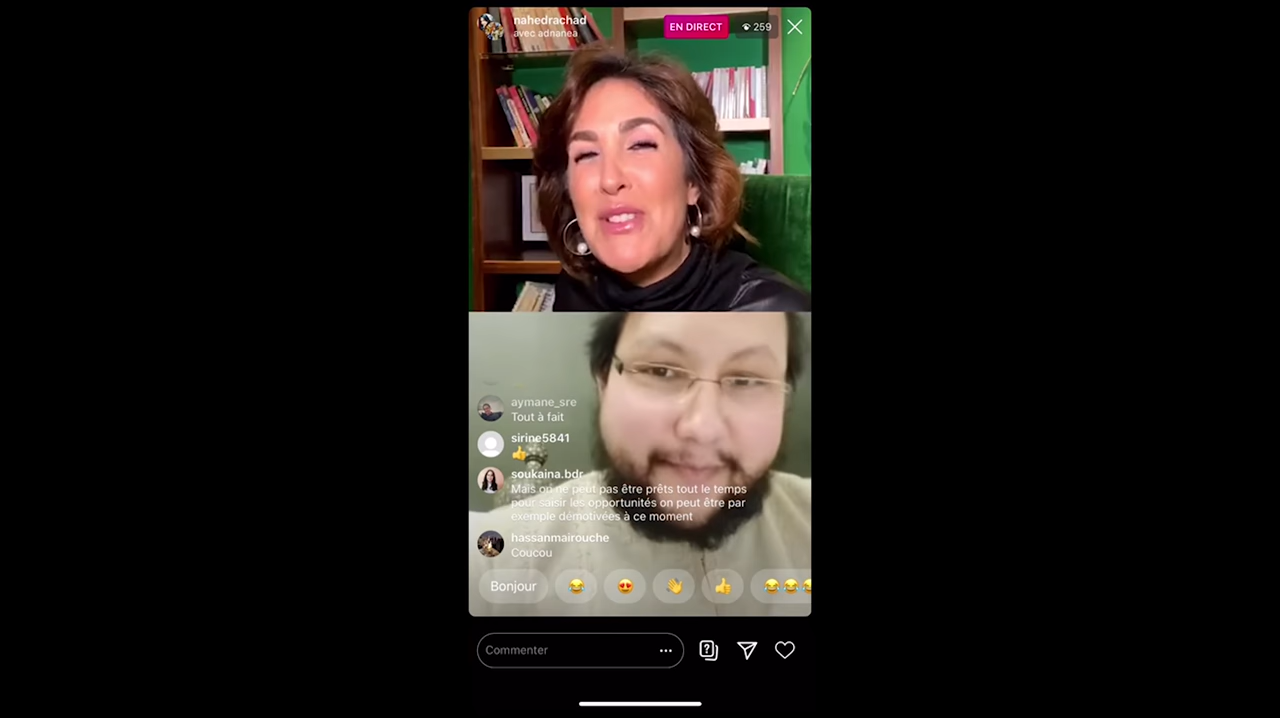 nahedrachad
avec adnanea
EN DIRECT
259
aymane_sre
Tout à fait
sirine5841
👍
soukaina.bdr
Mais on ne peut pas être prêts tout le temps
pour saisir les opportunités on peut être par
exemple démotivées à ce moment
hassanmairouche
Coucou
Bonjour 😂 😍 👋 👍 😂😂😂
Commenter